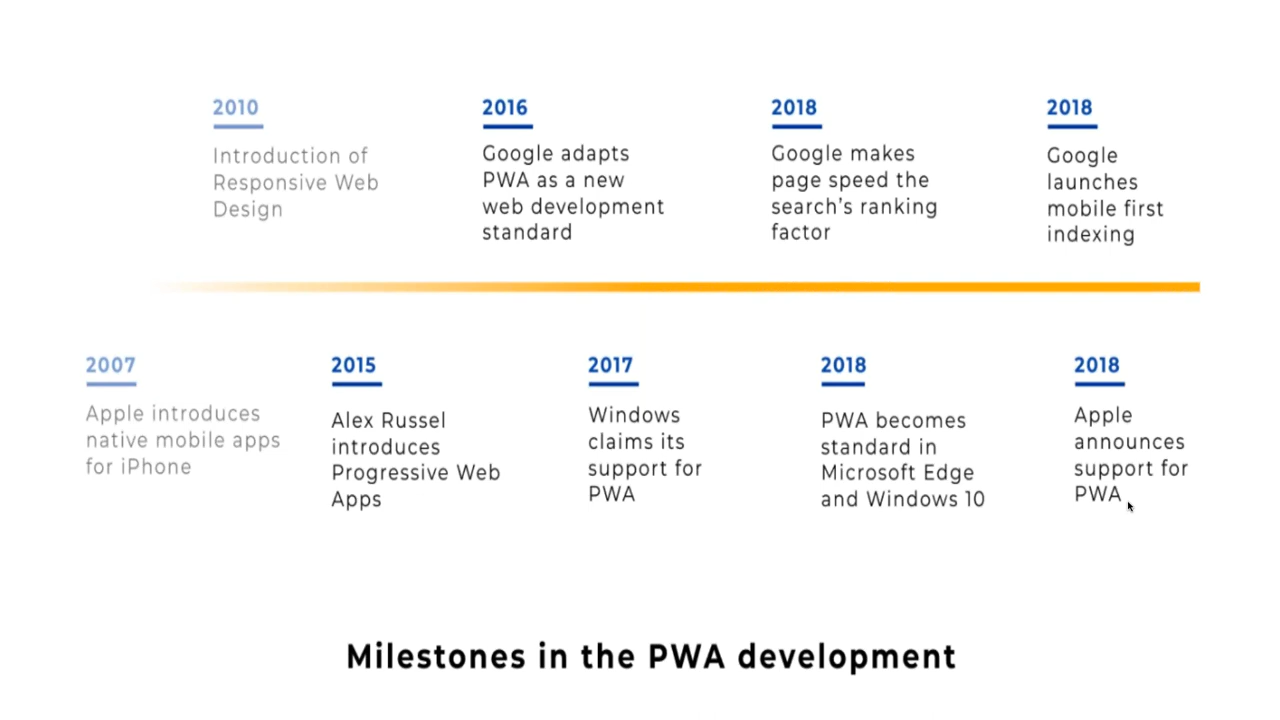 2010
Introduction of
Responsive Web
Design
2016
Google adapts
PWA as a new
web development
standard
2018
Google makes
page speed the
search's ranking
factor
2018
Google
launches
mobile first
indexing
2007
Apple introduces
native mobile apps
for iPhone
2015
Alex Russel
introduces
Progressive Web
Apps
2017
Windows
claims its
support for
PWA
2018
PWA becomes
standard in
Microsoft Edge
and Windows 10
2018
Apple
announces
support for
PWA
Milestones in the PWA development